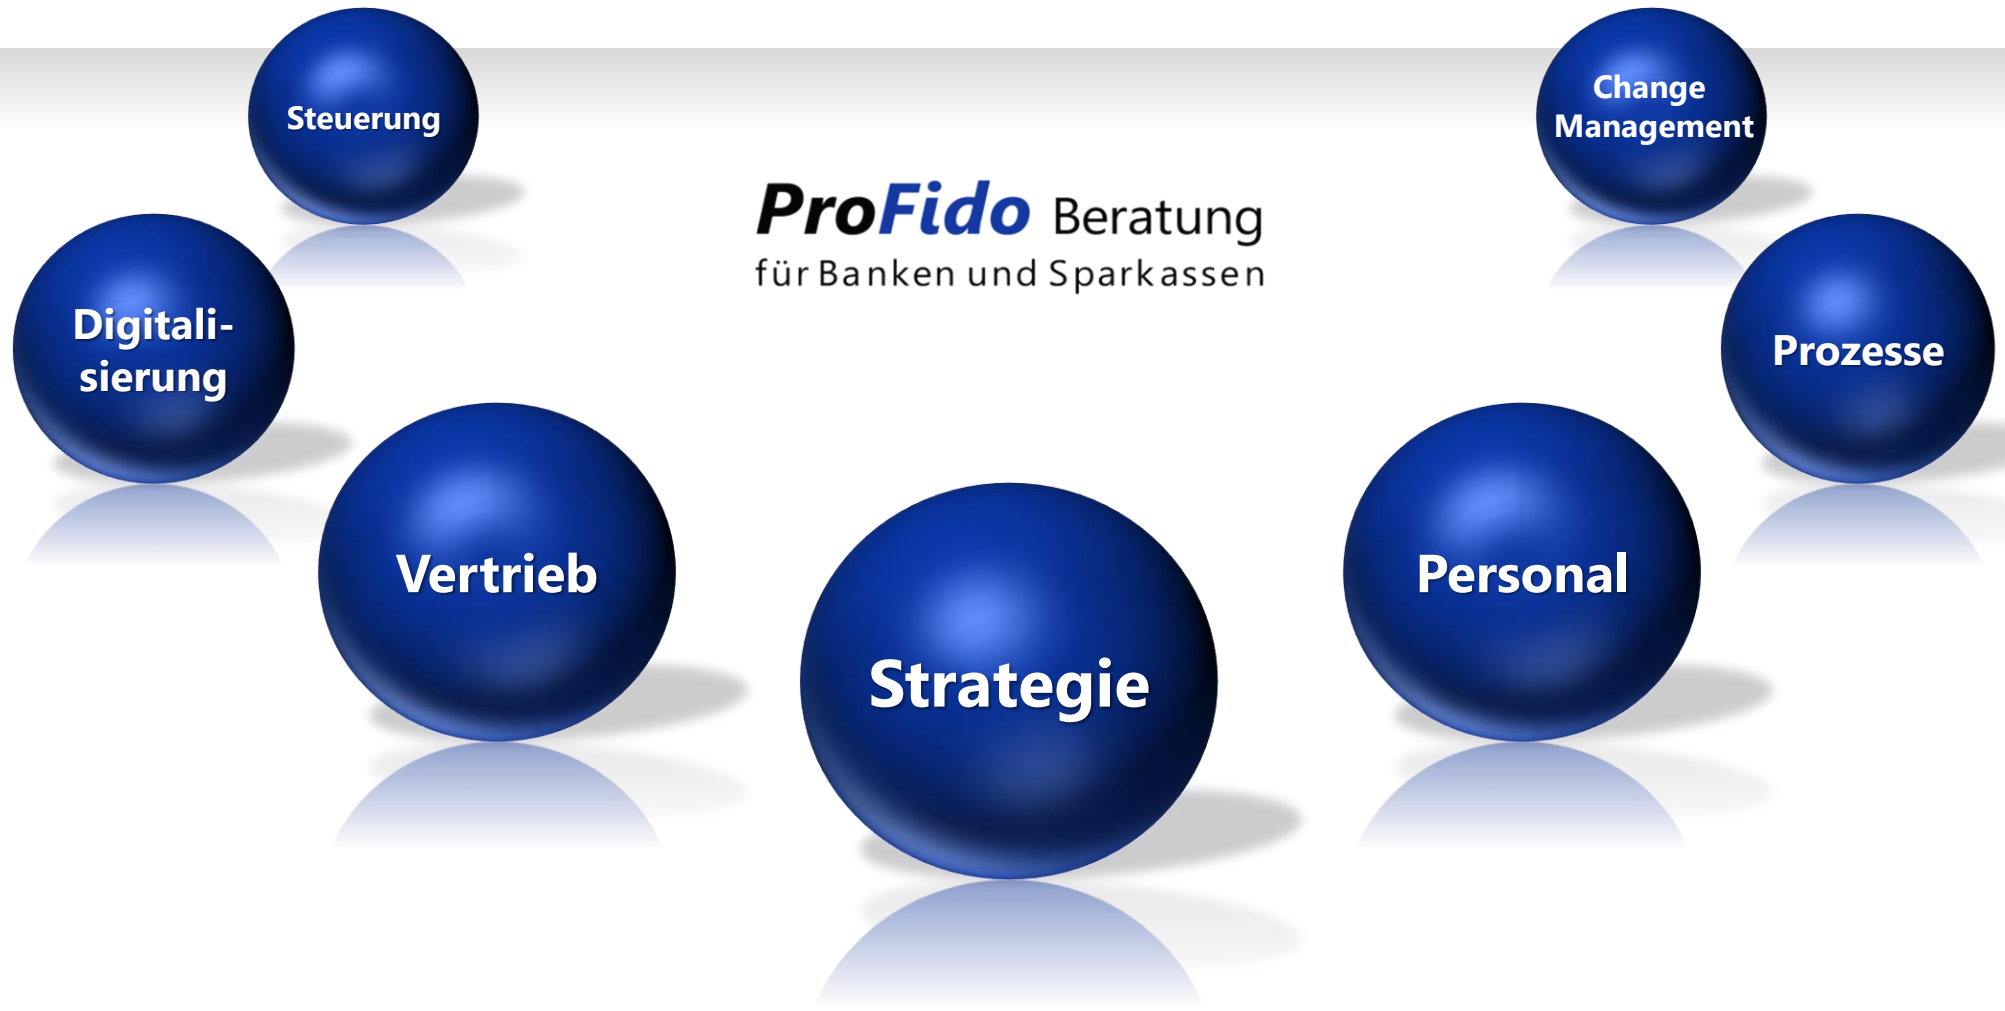 Steuerung
Change
Management
ProFido Beratung
für Banken und Sparkassen
Digitali-
sierung
Prozesse
Vertrieb
Personal
Strategie